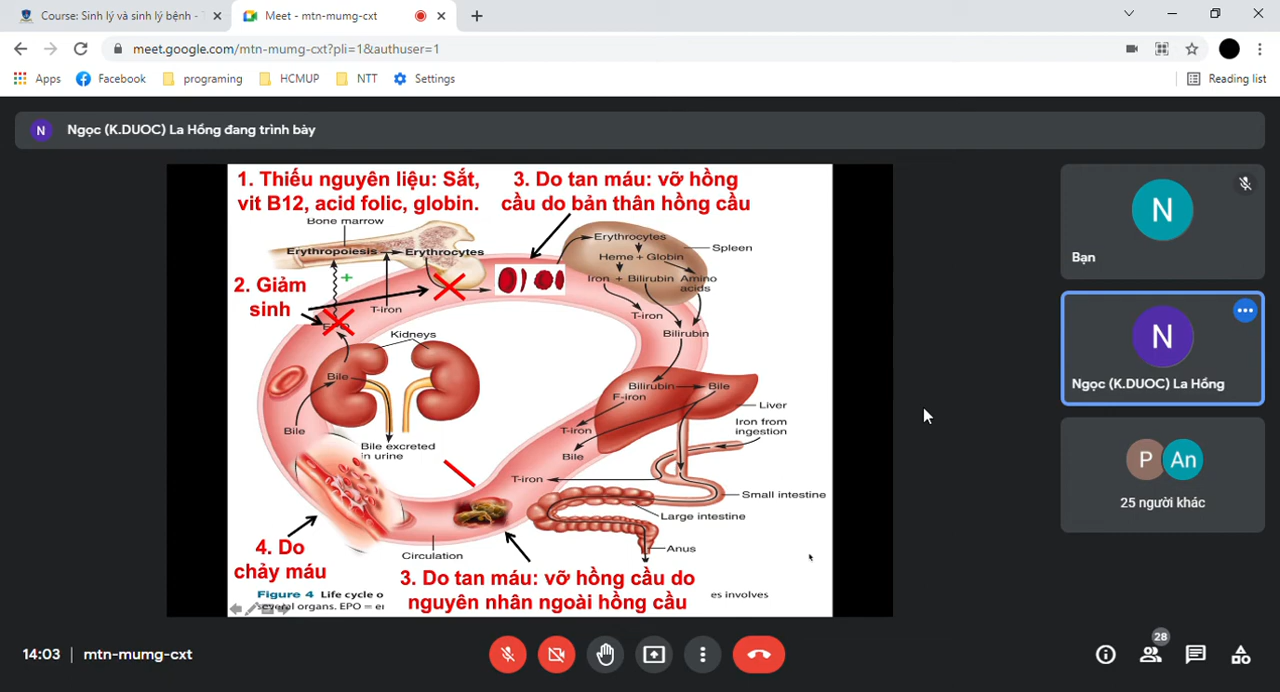 Course: Sinh lý và sinh lý bệnh -
Meet - mtn-mumg-cxt
meet.google.com/mtn-mumg-cxt?pli=1&authuser=1
Apps
Facebook
programing
HCMUP
NTT
Settings
Reading list
N
Ngọc (K.DUOC) La Hồng đang trình bày
1. Thiếu nguyên liệu: Sắt,
vit B12, acid folic, globin.
3. Do tan máu: vỡ hồng
cầu do bản thân hồng cầu
Bone marrow
Erythropoiesis
Erythrocytes
Erythrocytes
Heme + Globin
Iron + Bilirubin
Amino
acids
Spleen
2. Giảm
sinh
+
T-iron
EPO
T-iron
Bilirubin
Kidneys
Bile
Bilirubin
Bile
F-iron
Liver
Iron from
ingestion
T-iron
Bile
Bile
Bile excreted
in urine
T-iron
Small intestine
Large intestine
Anus
4. Do
chảy máu
Circulation
3. Do tan máu: vỡ hồng cầu do
nguyên nhân ngoài hồng cầu
Figure 4 Life cycle o
es involves
several organs. EPO = er
N
Bạn
N
Ngọc (K.DUOC) La Hồng
P
An
25 người khác
14:03 | mtn-mumg-cxt
28